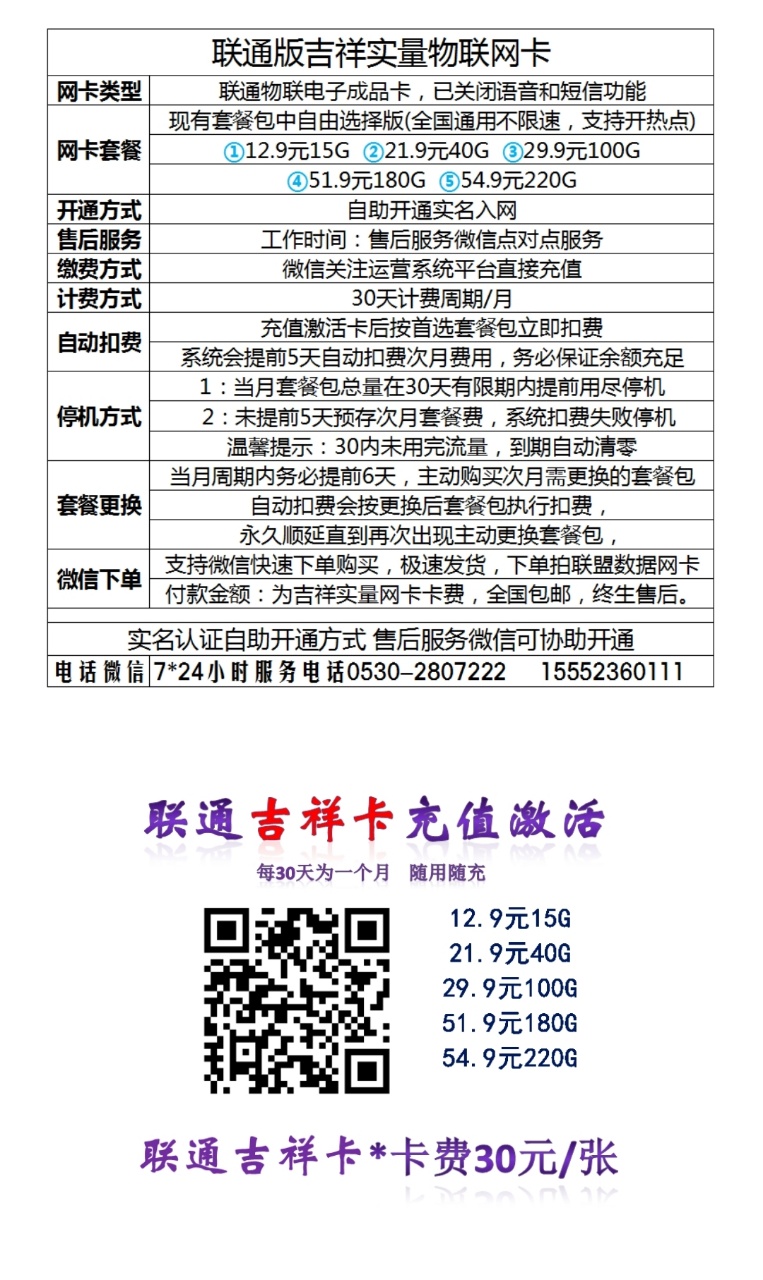 联通版吉祥实量物联网卡
网卡类型 联通物联电子成品卡，已关闭语音和短信功能
网卡套餐 现有套餐包中自由选择版(全国通用不限速，支持开热点)
①12.9元15G ②21.9元40G ③29.9元100G
④51.9元180G ⑤54.9元220G
开通方式 自助开通实名入网
售后服务 工作时间：售后服务微信点对点服务
缴费方式 微信关注运营系统平台直接充值
计费方式 30天计费周期/月
自动扣费 充值激活卡后按首选套餐包立即扣费
系统会提前5天自动扣费次月费用，务必保证余额充足
停机方式 1：当月套餐包总量在30天有限期内提前用尽停机
2：未提前5天预存次月套餐费，系统扣费失败停机
温馨提示：30内未用完流量，到期自动清零
套餐更换 当月周期内务必提前6天，主动购买次月需更换的套餐包
自动扣费会按更换后套餐包执行扣费，
永久顺延直到再次出现主动更换套餐包，
微信下单 支持微信快速下单购买，极速发货，下单拍联盟数据网卡
付款金额：为吉祥实量网卡卡费，全国包邮，终生售后。
实名认证自助开通方式 售后服务微信可协助开通
电话微信 7*24小时服务电话0530-2807222 15552360111
联通吉祥卡充值激活
每30天为一个月 随用随充
12.9元15G
21.9元40G
29.9元100G
51.9元180G
54.9元220G
联通吉祥卡*卡费30元/张